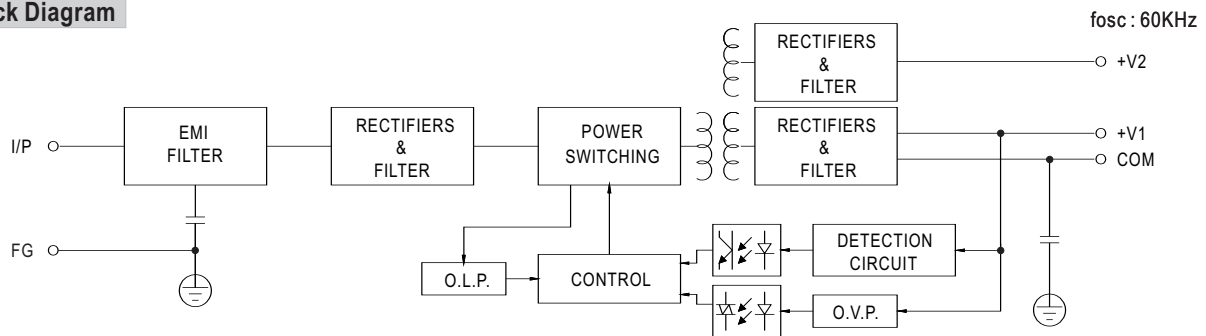 ck Diagram
fosc : 60KHz
RECTIFIERS
&
FILTER
+V2
I/P
EMI
FILTER
RECTIFIERS
&
FILTER
POWER
SWITCHING
RECTIFIERS
&
FILTER
+V1
COM
FG
O.L.P.
CONTROL
DETECTION
CIRCUIT
O.V.P.